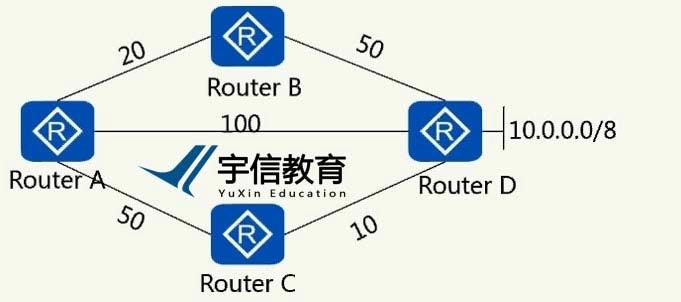 R
20
50
Router B
R
100
R
10.0.0.0/8
宇信教育
YuXin Education
Router A
Router D
50
R
10
Router C